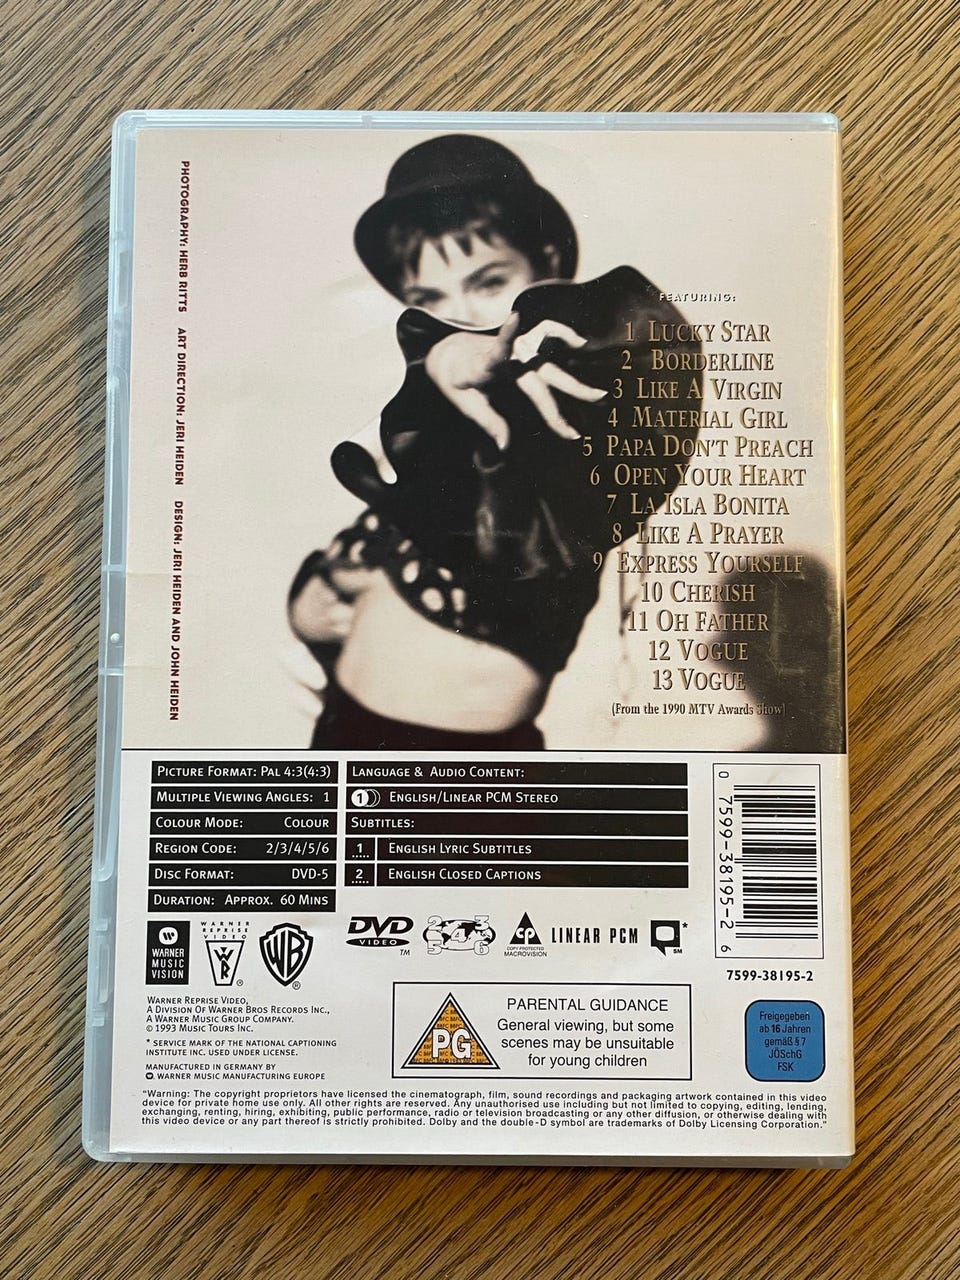 PHOTOGRAPHY: HERB RITTS ART DIRECTION: JERI HEIDEN DESIGN: JERI HEIDEN AND JOHN HEIDEN
FEATURING:
1 LUCKY STAR
2 BORDERLINE
3 LIKE A VIRGIN
4 MATERIAL GIRL
5 PAPA DON'T PREACH
6 OPEN YOUR HEART
7 LA ISLA BONITA
8 LIKE A PRAYER
9 EXPRESS YOURSELF
10 CHERISH
11 OH FATHER
12 VOGUE
13 VOGUE
(From the 1990 MTV Awards Show)
PICTURE FORMAT: PAL 4:3(4:3)
MULTIPLE VIEWING ANGLES: 1
COLOUR MODE: COLOUR
REGION CODE: 2/3/4/5/6
DISC FORMAT: DVD-5
DURATION: APPROX. 60 MINS
LANGUAGE & AUDIO CONTENT:
1 ENGLISH/LINEAR PCM STEREO
SUBTITLES:
1 ENGLISH LYRIC SUBTITLES
2 ENGLISH CLOSED CAPTIONS
0 7599-38195-2 6
7599-38195-2
WARNER
MUSIC
VISION
WARNER
REPRISE
VIDEO
WR
®
WB
®
DVD
VIDEO
TM
2 3
4
5 6
CP
COPY PROTECTED
MACROVISION
LINEAR PCM
*
SM
WARNER REPRISE VIDEO,
A DIVISION OF WARNER BROS RECORDS INC.,
A WARNER MUSIC GROUP COMPANY.
© 1993 MUSIC TOURS INC.
* SERVICE MARK OF THE NATIONAL CAPTIONING
INSTITUTE INC. USED UNDER LICENSE.
MANUFACTURED IN GERMANY BY
WARNER MUSIC MANUFACTURING EUROPE
PG
PARENTAL GUIDANCE
General viewing, but some
scenes may be unsuitable
for young children
Freigegeben
ab 16 Jahren
gemäß § 7
JÖSchG
FSK
"Warning: The copyright proprietors have licensed the cinematograph, film, sound recordings and packaging artwork contained in this video
device for private home use only. All other rights are reserved. Any unauthorised use including but not limited to copying, editing, lending,
exchanging, renting, hiring, exhibiting, public performance, radio or television broadcasting or any other diffusion, or otherwise dealing with
this video device or any part thereof is strictly prohibited. Dolby and the double-D symbol are trademarks of Dolby Licensing Corporation."